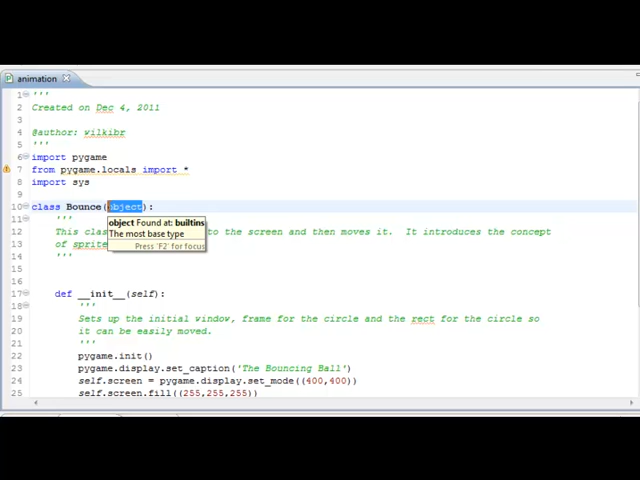 animation
1 '''
2 Created on Dec 4, 2011
3
4 @author: wilkibr
5 '''
6 import pygame
7 from pygame.locals import *
8 import sys
9
10 class Bounce(object):
11 '''
object Found at: builtins
12 This clas to the screen and then moves it. It introduces the concept
The most base type
13 of sprite
Press 'F2' for focus
14 '''
15
16
17 def __init__(self):
18 '''
19 Sets up the initial window, frame for the circle and the rect for the circle so
20 it can be easily moved.
21 '''
22 pygame.init()
23 pygame.display.set_caption('The Bouncing Ball')
24 self.screen = pygame.display.set_mode((400,400))
25 self.screen.fill((255,255,255))